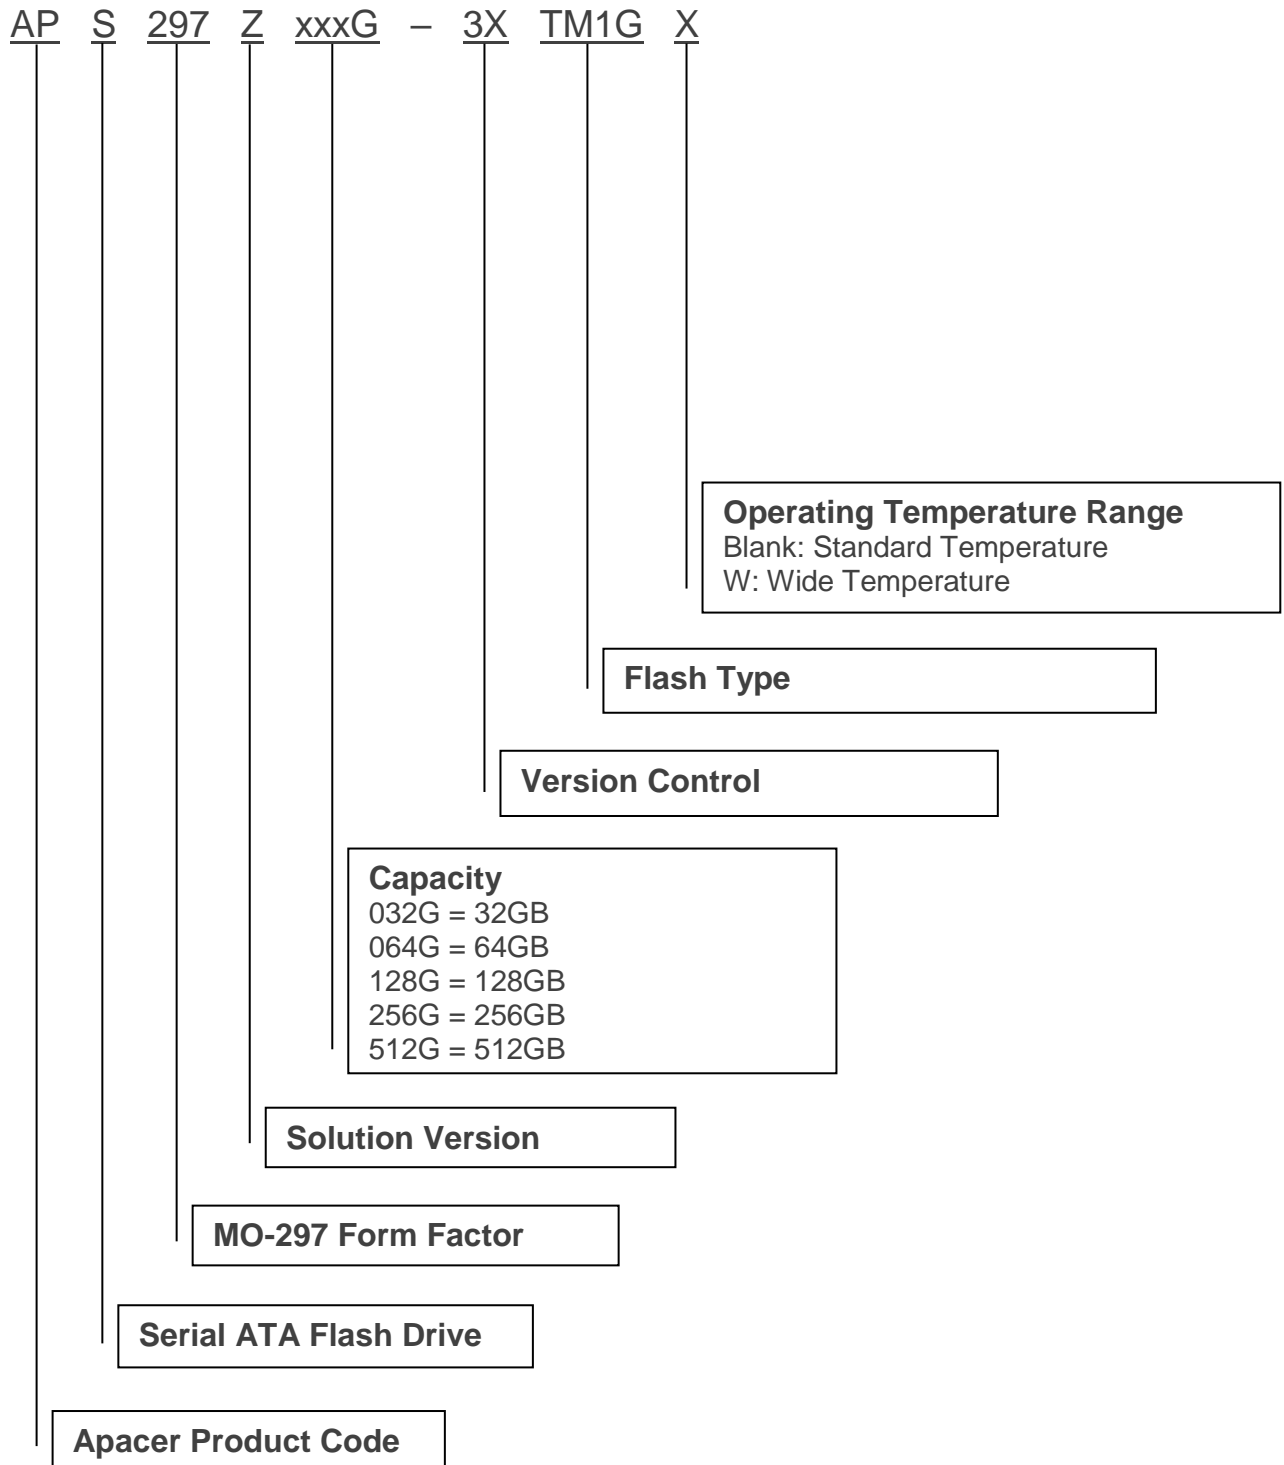 AP S 297 Z xxxG – 3X TM1G X
Operating Temperature Range
Blank: Standard Temperature
W: Wide Temperature
Flash Type
Version Control
Capacity
032G = 32GB
064G = 64GB
128G = 128GB
256G = 256GB
512G = 512GB
Solution Version
MO-297 Form Factor
Serial ATA Flash Drive
Apacer Product Code